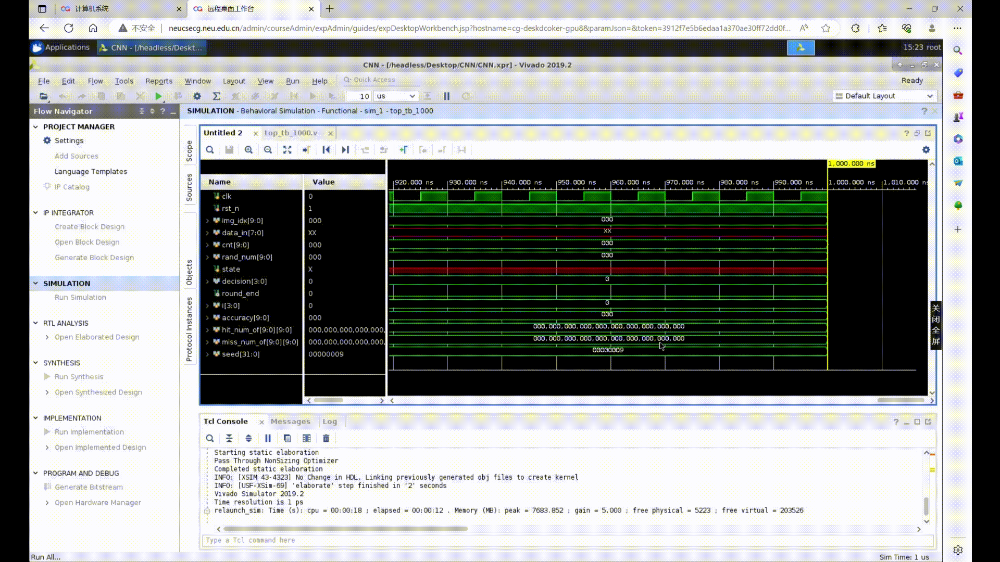 计算机系统
远程桌面工作台
不安全
neucsecg.neu.edu.cn/admin/courseAdmin/expAdmin/guides/expDesktopWorkbench.jsp?hostname=cg-deskdcoker-gpu8&paramJson=&token=3912f7e5b6edaa1a370ae30ff72dd0f...
Applications
CNN - [/headless/Deskt...
15:23 root
CNN - [/headless/Desktop/CNN/CNN.xpr] - Vivado 2019.2
File Edit Flow Tools Reports Window Layout View Run Help Quick Access
Ready
10 us
Default Layout
Flow Navigator
SIMULATION - Behavioral Simulation - Functional - sim_1 - top_tb_1000
PROJECT MANAGER
Settings
Add Sources
Language Templates
IP Catalog
IP INTEGRATOR
Create Block Design
Open Block Design
Generate Block Design
SIMULATION
Run Simulation
RTL ANALYSIS
Open Elaborated Design
SYNTHESIS
Run Synthesis
Open Synthesized Design
IMPLEMENTATION
Run Implementation
Open Implemented Design
PROGRAM AND DEBUG
Generate Bitstream
Open Hardware Manager
Scope
Sources
Objects
Protocol Instances
Untitled 2
top_tb_1000.v
1,000.000 ns
920.000 ns 930.000 ns 940.000 ns 950.000 ns 960.000 ns 970.000 ns 980.000 ns 990.000 ns 1,000.000 ns 1,010.000 ns
Name Value
clk 0
rst_n 1
img_idx[9:0] 000 000
data_in[7:0] XX XX
cnt[9:0] 000 000
rand_num[9:0] 000 000
state X
decision[3:0] 0 0
round_end 0
i[3:0] 0 0
accuracy[9:0] 000 000
hit_num_of[9:0][9:0] 000,000,000,000,000, 000,000,000,000,000,000,000,000,000,000
miss_num_of[9:0][9:0] 000,000,000,000,000, 000,000,000,000,000,000,000,000,000,000
seed[31:0] 00000009 00000009
关闭全屏
Tcl Console Messages Log
Starting static elaboration
Pass Through NonSizing Optimizer
Completed static elaboration
INFO: [XSIM 43-4323] No Change in HDL. Linking previously generated obj files to create kernel
INFO: [USF-XSim-69] 'elaborate' step finished in '2' seconds
Vivado Simulator 2019.2
Time resolution is 1 ps
relaunch_sim: Time (s): cpu = 00:00:18 ; elapsed = 00:00:12 . Memory (MB): peak = 7683.852 ; gain = 5.000 ; free physical = 5223 ; free virtual = 203526
Type a Tcl command here
Run All...
Sim Time: 1 us